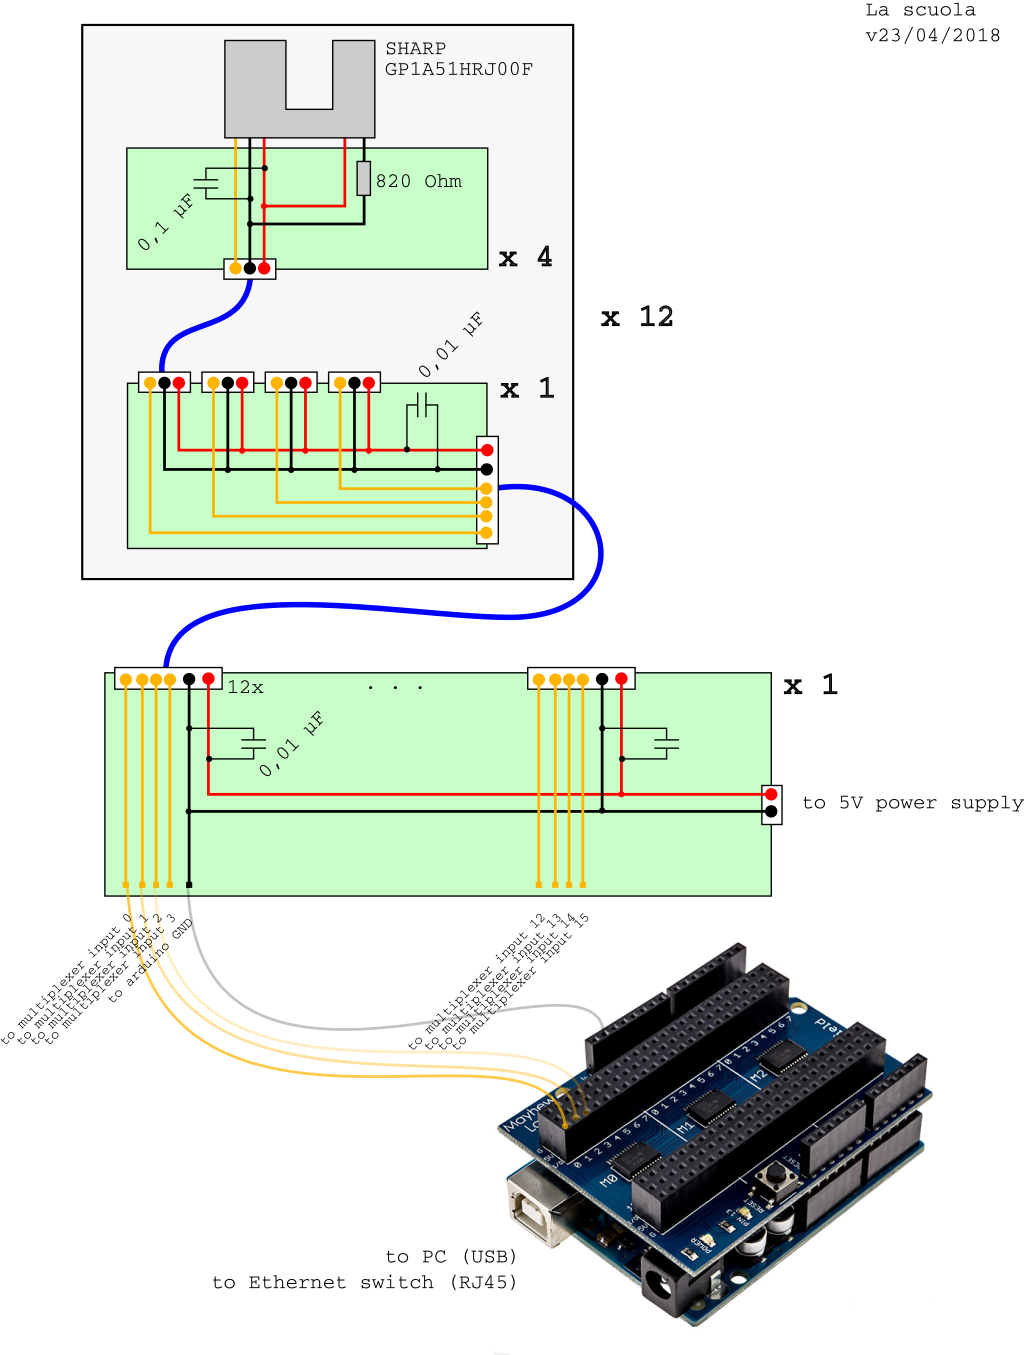 La scuola
v23/04/2018
SHARP
GP1A51HRJ00F
820 Ohm
0,1 µF
x 4
x 12
0,01 µF
x 1
12x
. . .
x 1
0,01 µF
to 5V power supply
to multiplexer input 0
to multiplexer input 1
to multiplexer input 2
to multiplexer input 3
to arduino GND
to multiplexer input 12
to multiplexer input 13
to multiplexer input 14
to multiplexer input 15
Mayhew
0 1 2 3 4 5 6 7
0 1 2 3 4 5 6 7
0 1 2 3 4 5 6 7
M0
M1
M2
RESET
RESET
PIN 13
POWER
to PC (USB)
to Ethernet switch (RJ45)